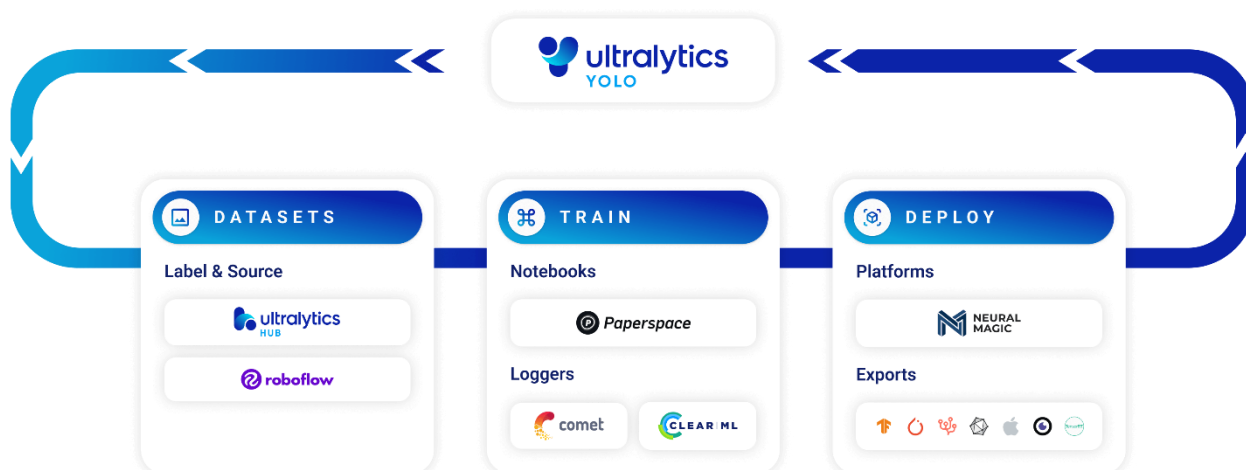 ultralytics
YOLO
DATASETS
Label & Source
ultralytics
HUB
roboflow
TRAIN
Notebooks
Paperspace
Loggers
comet
CLEAR|ML
DEPLOY
Platforms
NEURAL
MAGIC
Exports